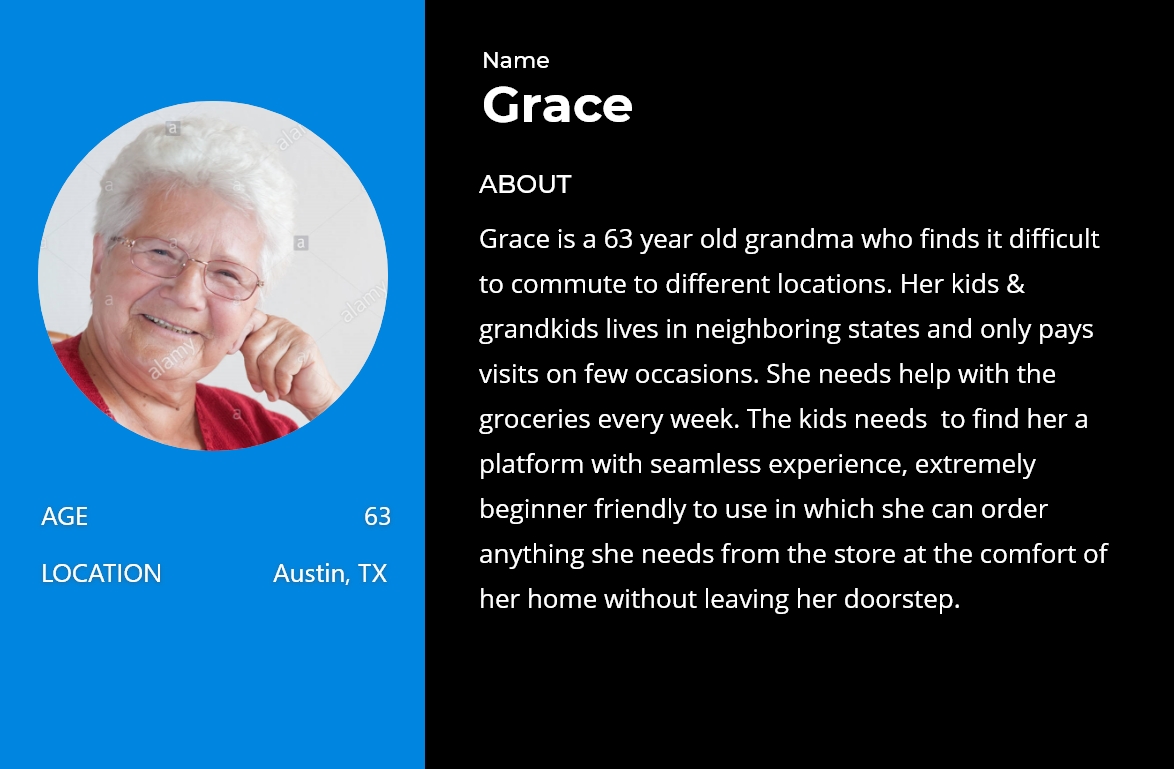 Name
Grace
ABOUT
Grace is a 63 year old grandma who finds it difficult
to commute to different locations. Her kids &
grandkids lives in neighboring states and only pays
visits on few occasions. She needs help with the
groceries every week. The kids needs  to find her a
platform with seamless experience, extremely
beginner friendly to use in which she can order
anything she needs from the store at the comfort of
her home without leaving her doorstep.
a
alamy
a
a
a
a
alamy
alamy
a
AGE 63
LOCATION Austin, TX